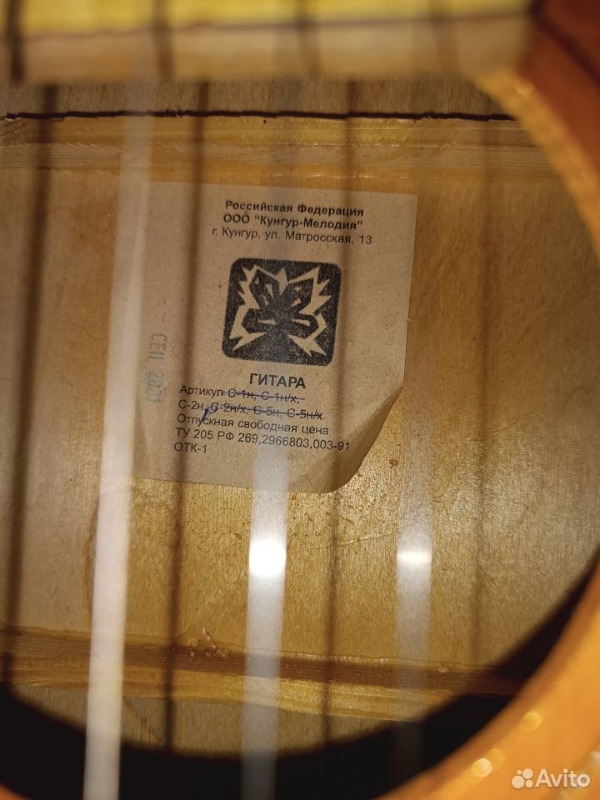 Российская Федерация
ООО "Кунгур-Мелодия"
г. Кунгур, ул. Матросская, 13
ГИТАРА
Артикул С-1н, С-1н/х,
С-2н, С-2н/х, С-5н, С-5н/х
Отпускная свободная цена
ТУ 205 РФ 269,2966803,003-91
ОТК-1
СЕН
Avito